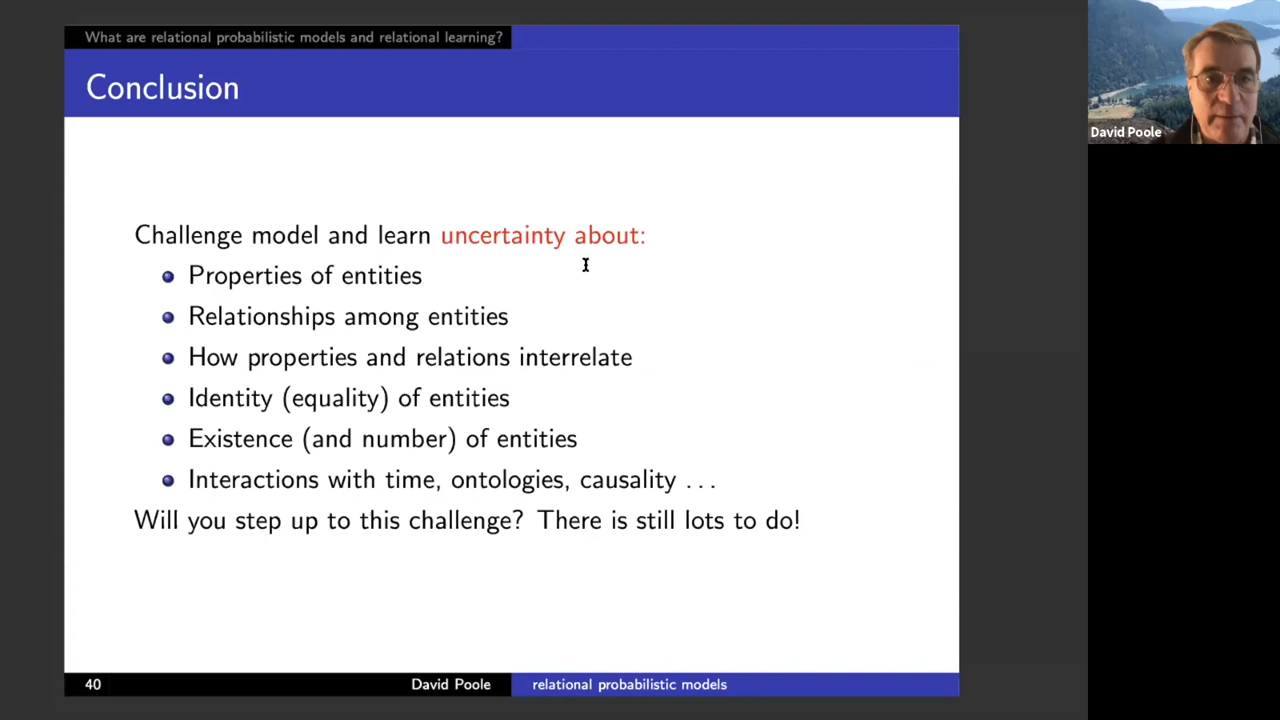 What are relational probabilistic models and relational learning?
Conclusion
David Poole
Challenge model and learn uncertainty about:
Properties of entities
Relationships among entities
How properties and relations interrelate
Identity (equality) of entities
Existence (and number) of entities
Interactions with time, ontologies, causality ...
Will you step up to this challenge? There is still lots to do!
40 David Poole relational probabilistic models